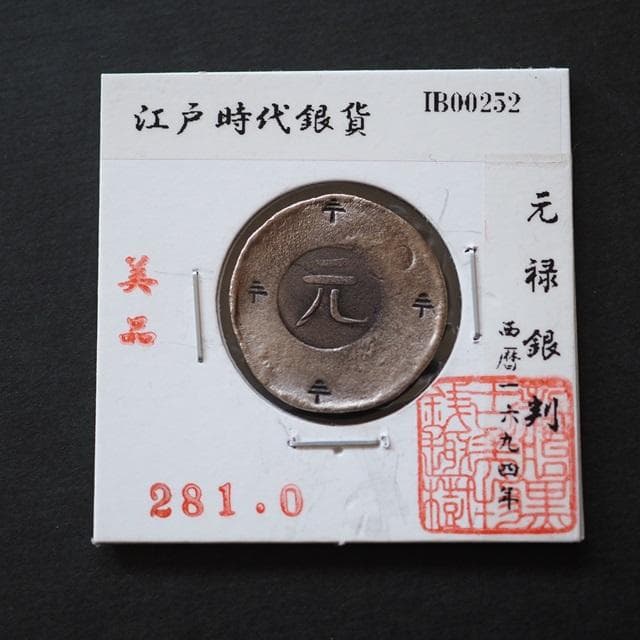 江戸時代銀貨
IB00252
元禄銀判
西暦一六九四年
美品
元
281.0